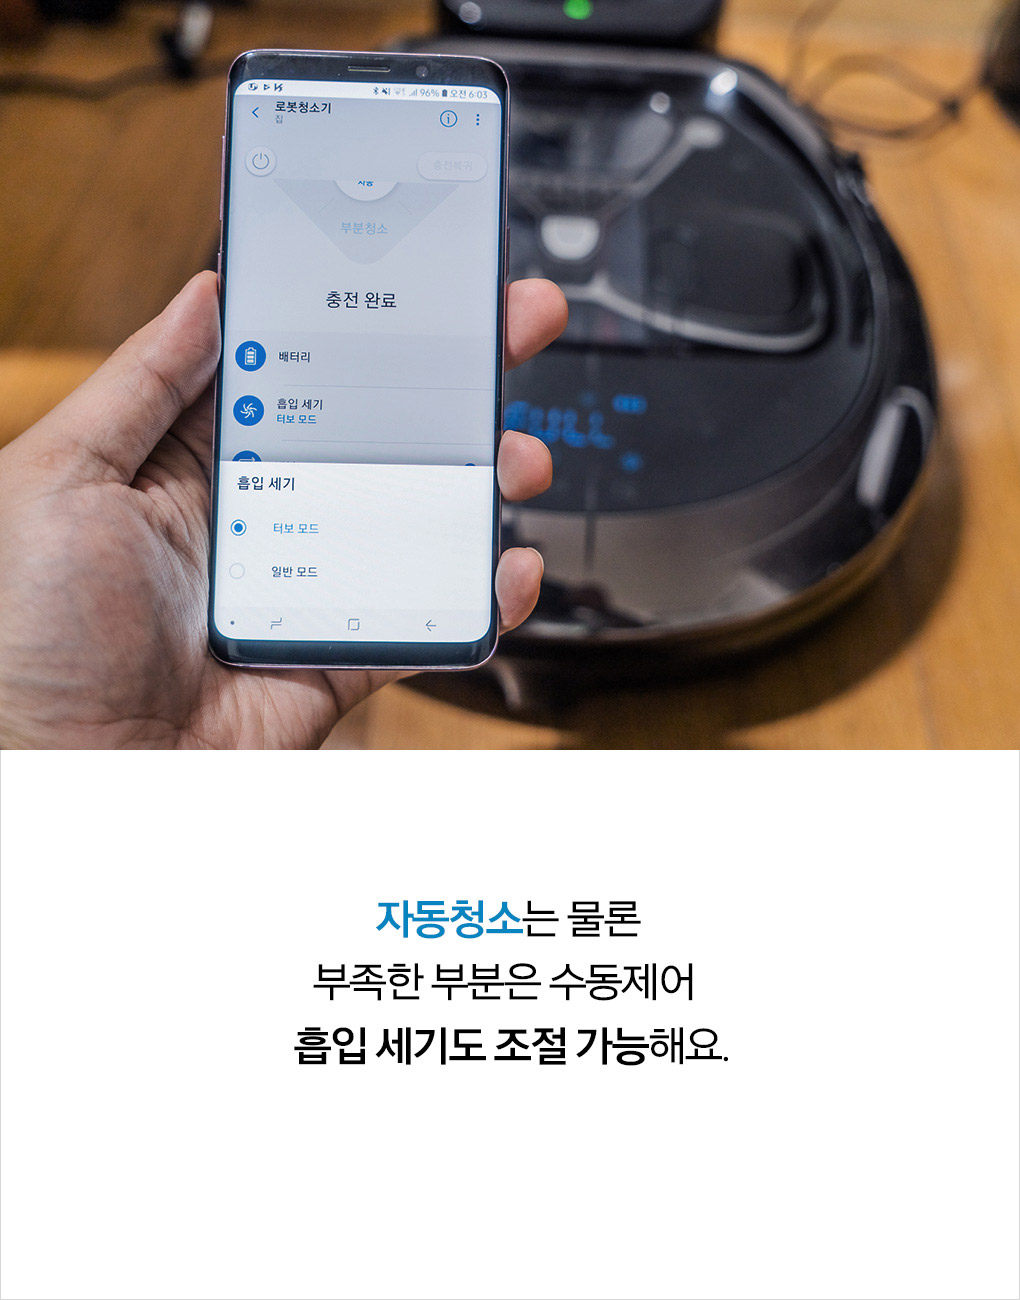 96% 오전 6:03
로봇청소기
집
충전복귀
자동
부분청소
충전 완료
배터리
흡입 세기
터보 모드
흡입 세기
터보 모드
일반 모드
자동청소는 물론
부족한 부분은 수동제어
흡입 세기도 조절 가능해요.